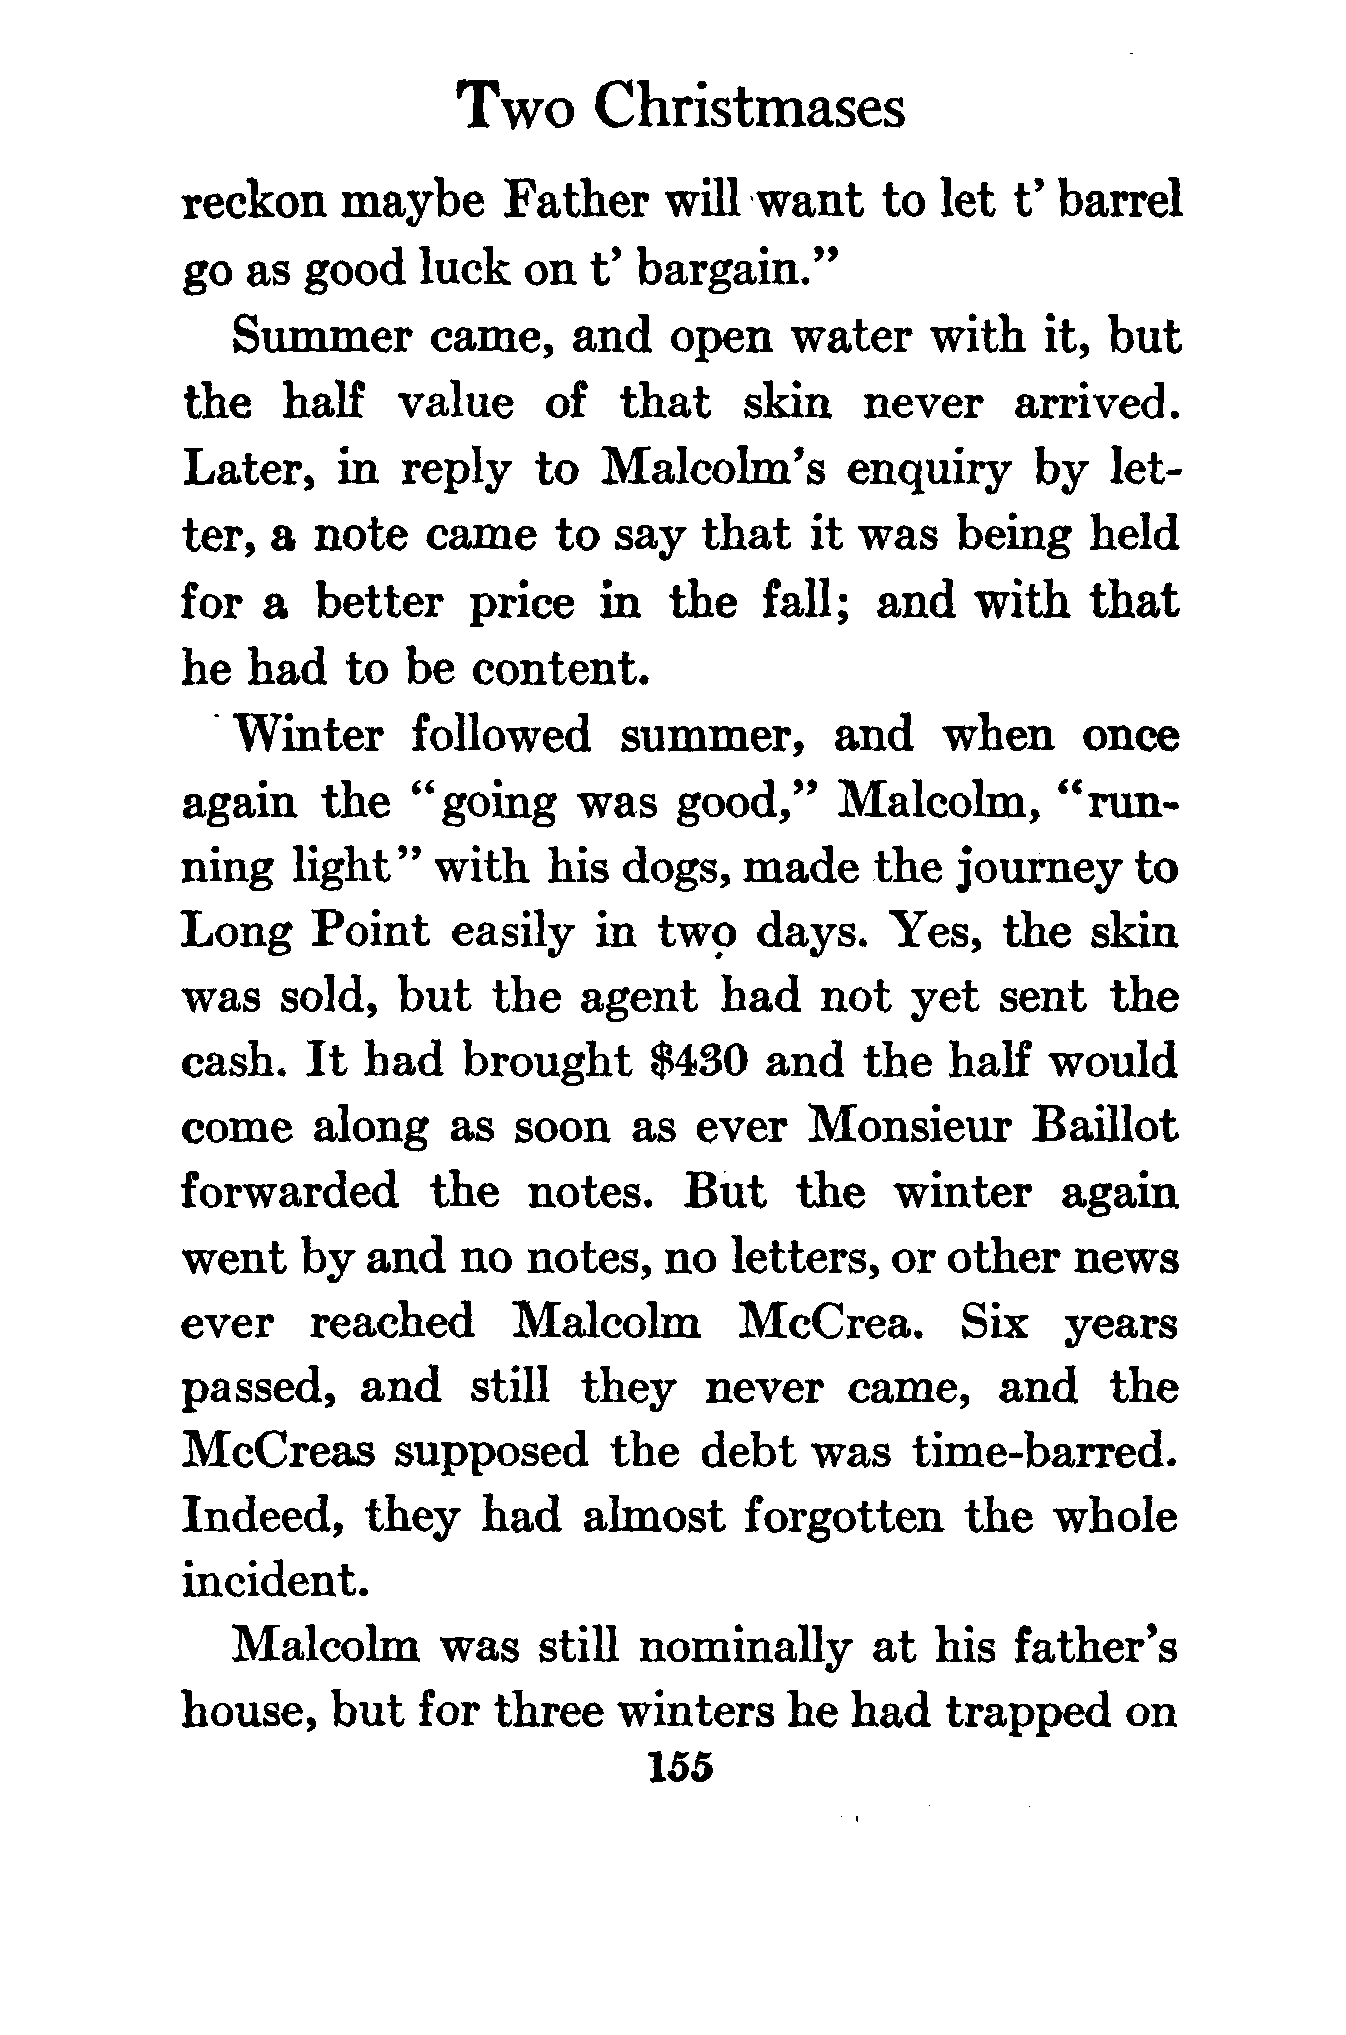 Two Christmases
reckon maybe Father will want to let t’ barrel
go as good luck on t’ bargain.”
Summer came, and open water with it, but
the half value of that skin never arrived.
Later, in reply to Malcolm’s enquiry by let-
ter, a note came to say that it was being held
for a better price in the fall; and with that
he had to be content.
Winter followed summer, and when once
again the “going was good,” Malcolm, “run-
ning light” with his dogs, made the journey to
Long Point easily in two days. Yes, the skin
was sold, but the agent had not yet sent the
cash. It had brought $430 and the half would
come along as soon as ever Monsieur Baillot
forwarded the notes. But the winter again
went by and no notes, no letters, or other news
ever reached Malcolm McCrea. Six years
passed, and still they never came, and the
McCreas supposed the debt was time-barred.
Indeed, they had almost forgotten the whole
incident.
Malcolm was still nominally at his father’s
house, but for three winters he had trapped on
155